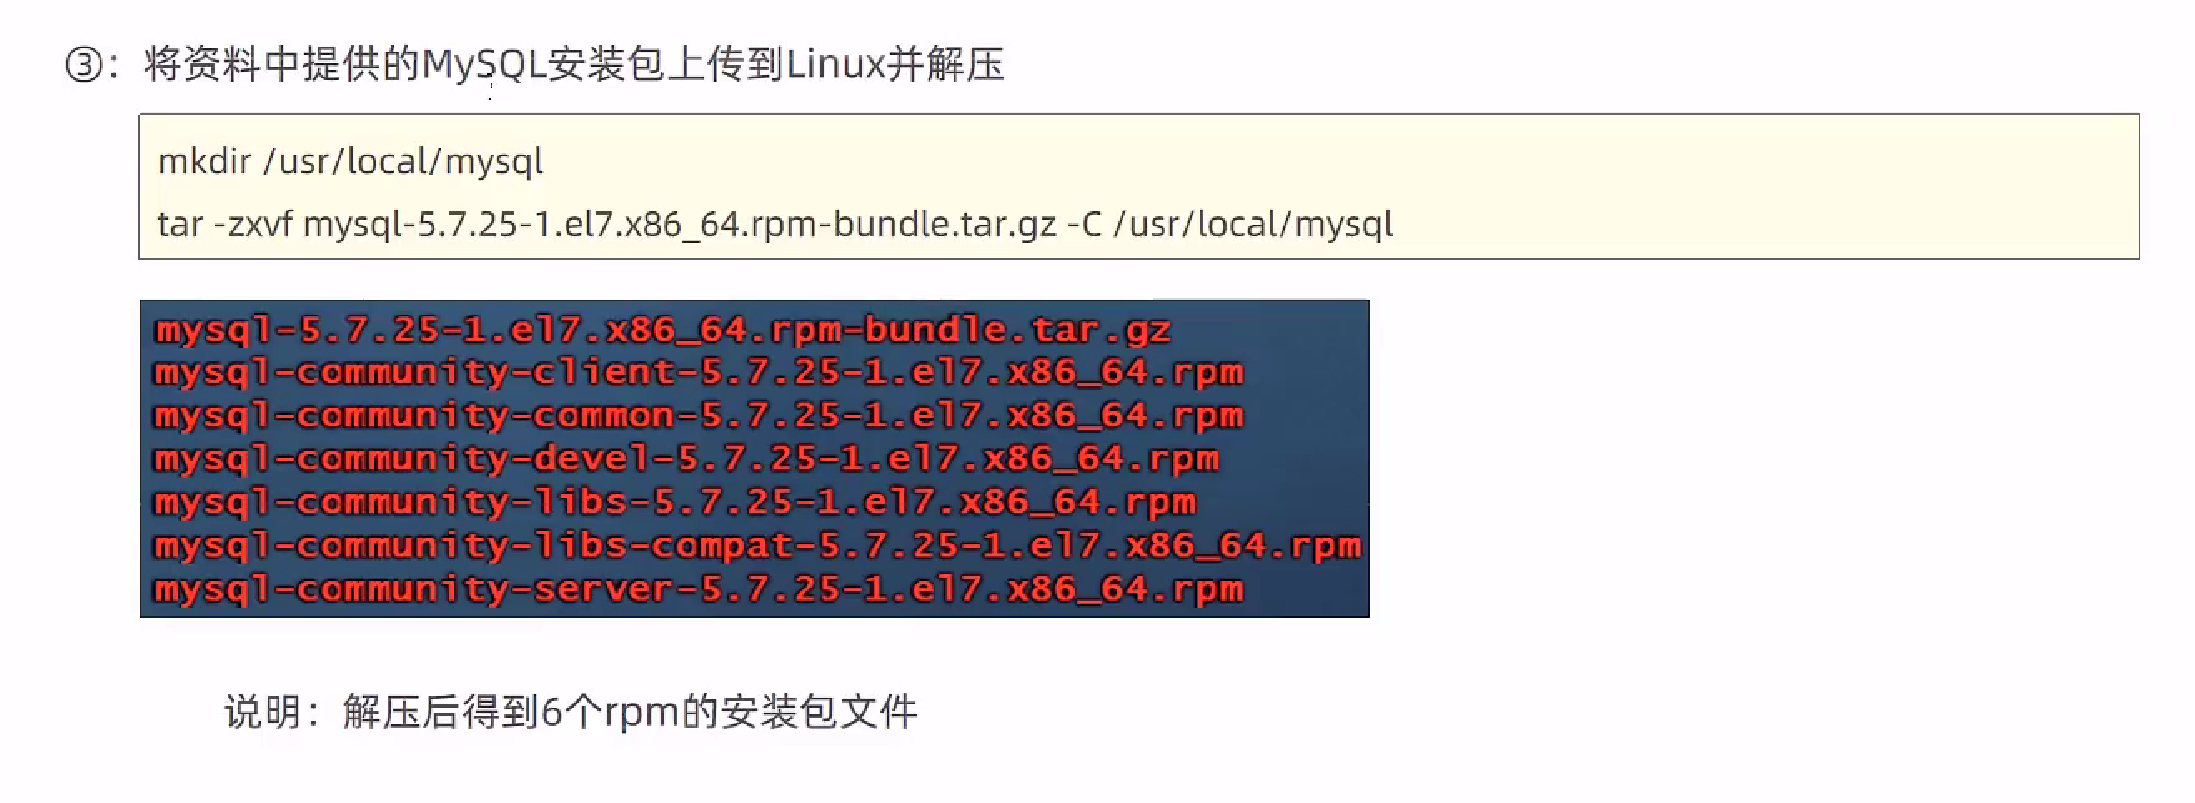 ③：将资料中提供的MySQL安装包上传到Linux并解压
mkdir /usr/local/mysql
tar -zxvf mysql-5.7.25-1.el7.x86_64.rpm-bundle.tar.gz -C /usr/local/mysql
mysql-5.7.25-1.el7.x86_64.rpm-bundle.tar.gz
mysql-community-client-5.7.25-1.el7.x86_64.rpm
mysql-community-common-5.7.25-1.el7.x86_64.rpm
mysql-community-devel-5.7.25-1.el7.x86_64.rpm
mysql-community-libs-5.7.25-1.el7.x86_64.rpm
mysql-community-libs-compat-5.7.25-1.el7.x86_64.rpm
mysql-community-server-5.7.25-1.el7.x86_64.rpm
说明：解压后得到6个rpm的安装包文件